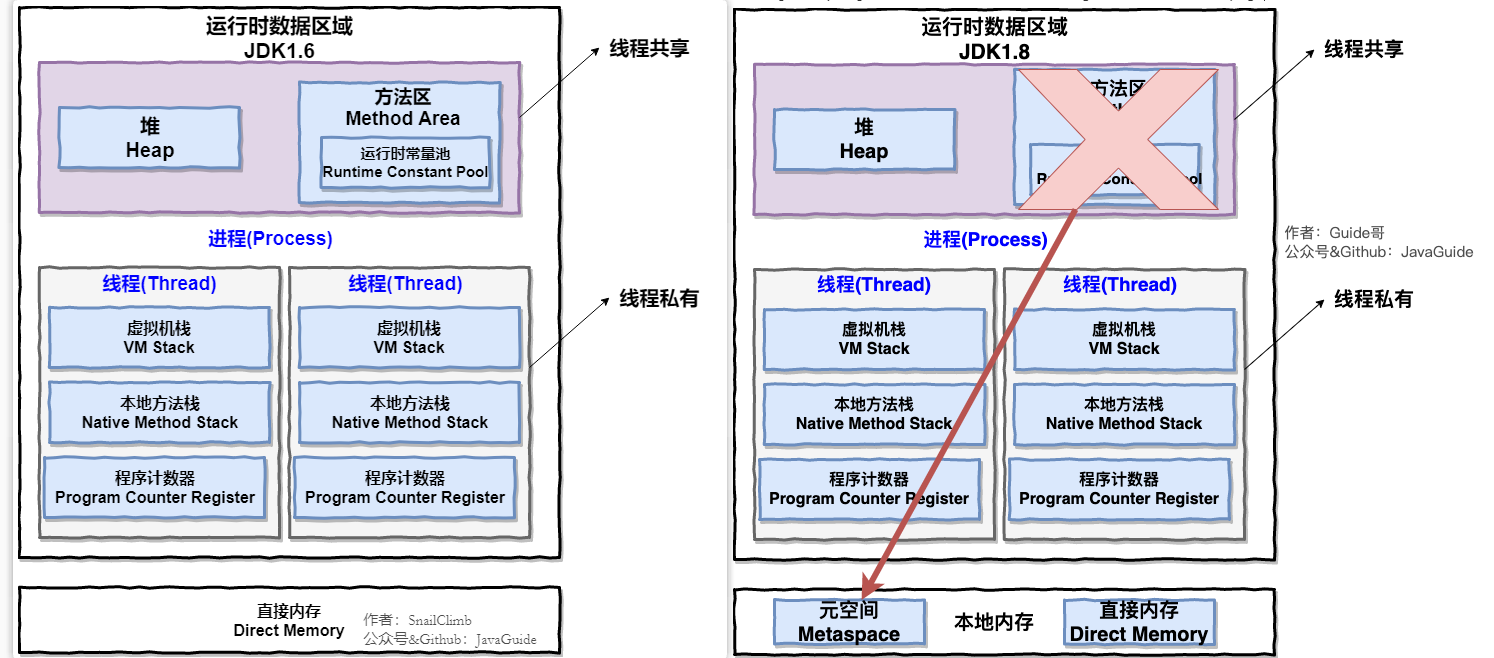 运行时数据区域
JDK1.6
线程共享
堆
Heap
方法区
Method Area
运行时常量池
Runtime Constant Pool
进程(Process)
线程(Thread)
虚拟机栈
VM Stack
本地方法栈
Native Method Stack
程序计数器
Program Counter Register
线程(Thread)
虚拟机栈
VM Stack
本地方法栈
Native Method Stack
程序计数器
Program Counter Register
线程私有
直接内存
Direct Memory
作者：SnailClimb
公众号&Github：JavaGuide
运行时数据区域
JDK1.8
线程共享
堆
Heap
方法区
进程(Process)
作者：Guide哥
公众号&Github：JavaGuide
线程(Thread)
虚拟机栈
VM Stack
本地方法栈
Native Method Stack
程序计数器
Program Counter Register
线程(Thread)
虚拟机栈
VM Stack
本地方法栈
Native Method Stack
程序计数器
Program Counter Register
线程私有
元空间
Metaspace
本地内存
直接内存
Direct Memory